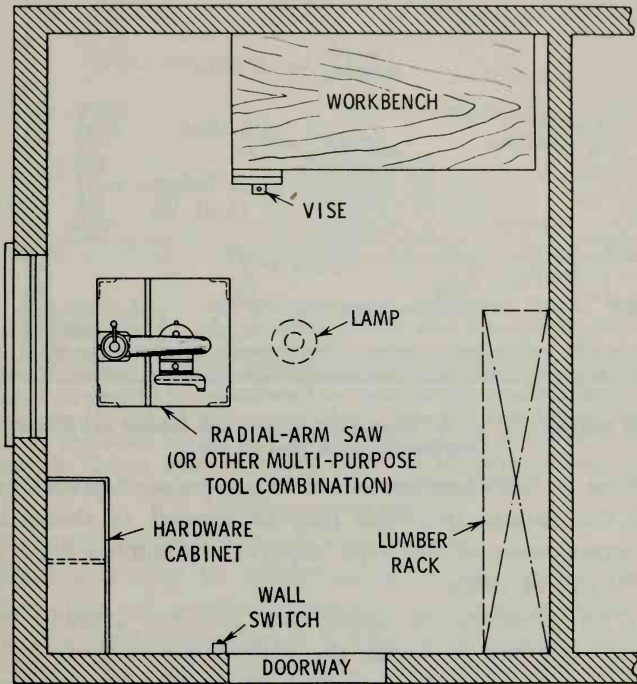 WORKBENCH
VISE
LAMP
RADIAL-ARM SAW
(OR OTHER MULTI-PURPOSE
TOOL COMBINATION)
HARDWARE
CABINET
LUMBER
RACK
WALL
SWITCH
DOORWAY